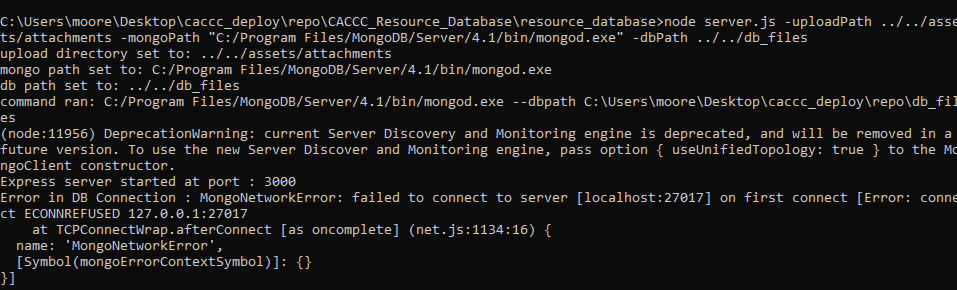 C:\Users\moore\Desktop\caccc_deploy\repo\CACCC_Resource_Database\resource_database>node server.js -uploadPath ../../asse
ts/attachments -mongoPath "C:/Program Files/MongoDB/Server/4.1/bin/mongod.exe" -dbPath ../../db_files
upload directory set to: ../../assets/attachments
mongo path set to: C:/Program Files/MongoDB/Server/4.1/bin/mongod.exe
db path set to: ../../db_files
command ran: C:/Program Files/MongoDB/Server/4.1/bin/mongod.exe --dbpath C:\Users\moore\Desktop\caccc_deploy\repo\db_fil
es
(node:11956) DeprecationWarning: current Server Discovery and Monitoring engine is deprecated, and will be removed in a
future version. To use the new Server Discover and Monitoring engine, pass option { useUnifiedTopology: true } to the Mo
ngoClient constructor.
Express server started at port : 3000
Error in DB Connection : MongoNetworkError: failed to connect to server [localhost:27017] on first connect [Error: conne
ct ECONNREFUSED 127.0.0.1:27017
    at TCPConnectWrap.afterConnect [as oncomplete] (net.js:1134:16) {
  name: 'MongoNetworkError',
  [Symbol(mongoErrorContextSymbol)]: {}
}]